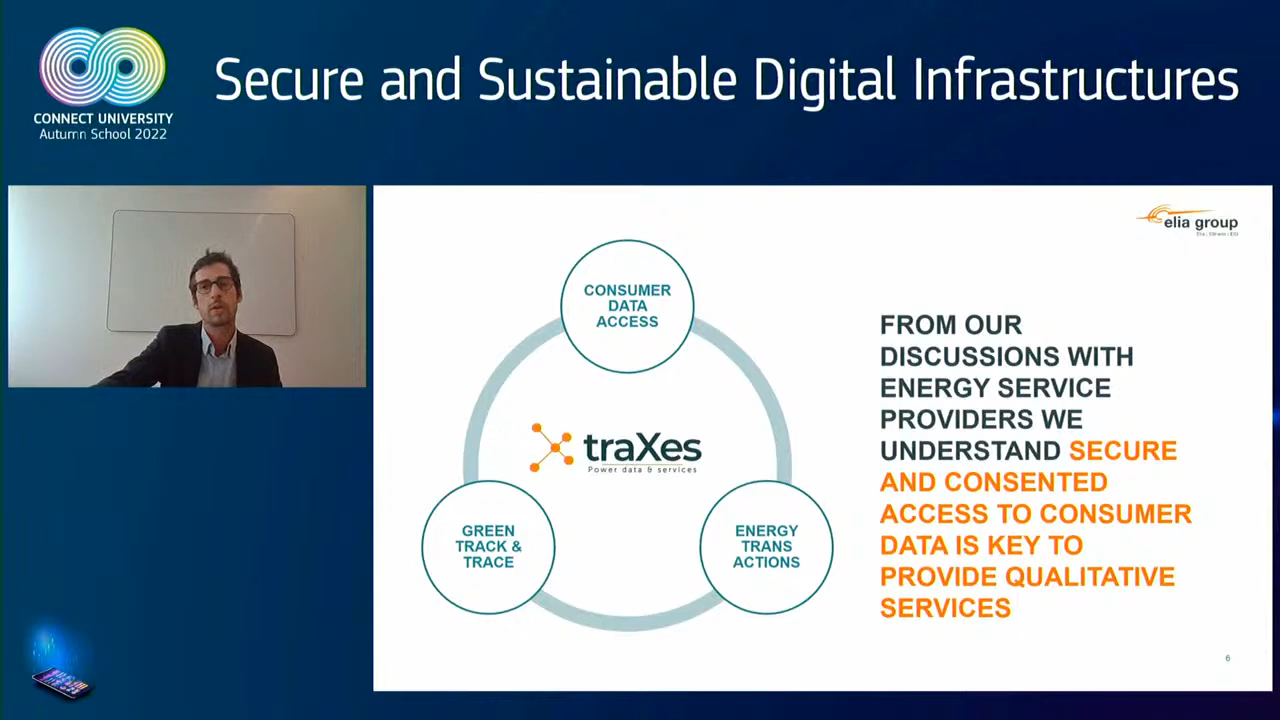 Secure and Sustainable Digital Infrastructures
CONNECT UNIVERSITY
Autumn School 2022
elia group
CONSUMER
DATA
ACCESS
traXes
Power data & services
GREEN
TRACK &
TRACE
ENERGY
TRANS
ACTIONS
FROM OUR
DISCUSSIONS WITH
ENERGY SERVICE
PROVIDERS WE
UNDERSTAND SECURE
AND CONSENTED
ACCESS TO CONSUMER
DATA IS KEY TO
PROVIDE QUALITATIVE
SERVICES
6